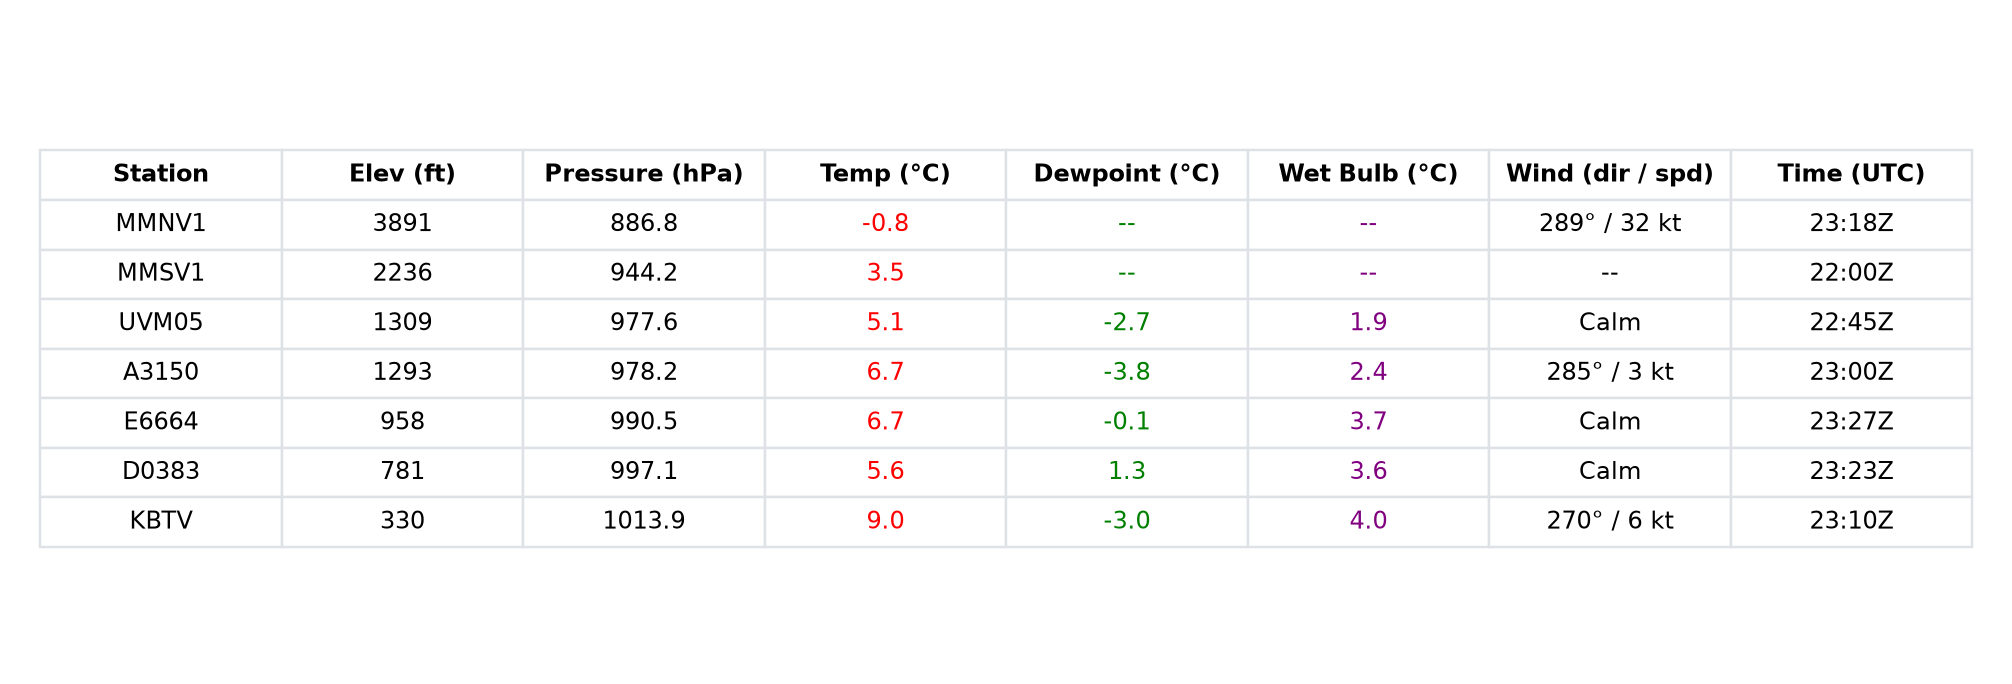 Station Elev (ft) Pressure (hPa) Temp (°C) Dewpoint (°C) Wet Bulb (°C) Wind (dir / spd) Time (UTC)
MMNV1 3891 886.8 -0.8 -- -- 289° / 32 kt 23:18Z
MMSV1 2236 944.2 3.5 -- -- -- 22:00Z
UVM05 1309 977.6 5.1 -2.7 1.9 Calm 22:45Z
A3150 1293 978.2 6.7 -3.8 2.4 285° / 3 kt 23:00Z
E6664 958 990.5 6.7 -0.1 3.7 Calm 23:27Z
D0383 781 997.1 5.6 1.3 3.6 Calm 23:23Z
KBTV 330 1013.9 9.0 -3.0 4.0 270° / 6 kt 23:10Z